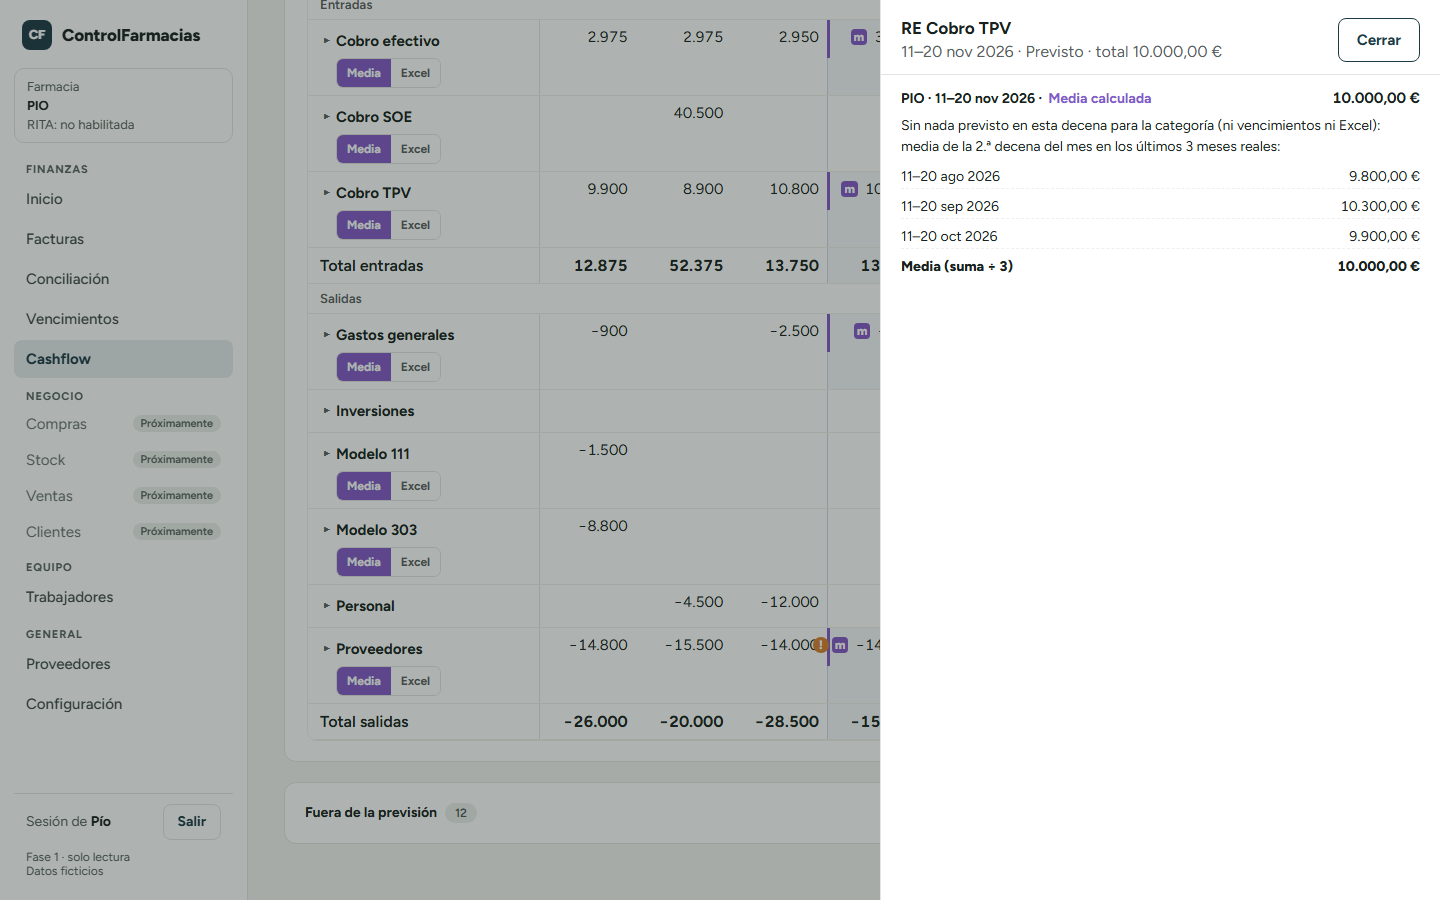 CF ControlFarmacias
Farmacia
PIO
RITA: no habilitada
FINANZAS
Inicio
Facturas
Conciliación
Vencimientos
Cashflow
NEGOCIO
Compras Próximamente
Stock Próximamente
Ventas Próximamente
Clientes Próximamente
EQUIPO
Trabajadores
GENERAL
Proveedores
Configuración
Sesión de Pío Salir
Fase 1 · solo lectura
Datos ficticios
Entradas
▸ Cobro efectivo 2.975 2.975 2.950 m
Media Excel
▸ Cobro SOE 40.500
Media Excel
▸ Cobro TPV 9.900 8.900 10.800 m 10
Media Excel
Total entradas 12.875 52.375 13.750 13
Salidas
▸ Gastos generales −900 −2.500 m -
Media Excel
▸ Inversiones
▸ Modelo 111 −1.500
Media Excel
▸ Modelo 303 −8.800
Media Excel
▸ Personal −4.500 −12.000
▸ Proveedores −14.800 −15.500 −14.000 ! m −14
Media Excel
Total salidas −26.000 −20.000 −28.500 −15
Fuera de la previsión 12
RE Cobro TPV
11–20 nov 2026 · Previsto · total 10.000,00 €
Cerrar
PIO · 11–20 nov 2026 · Media calculada 10.000,00 €
Sin nada previsto en esta decena para la categoría (ni vencimientos ni Excel):
media de la 2.ª decena del mes en los últimos 3 meses reales:
11–20 ago 2026 9.800,00 €
11–20 sep 2026 10.300,00 €
11–20 oct 2026 9.900,00 €
Media (suma ÷ 3) 10.000,00 €